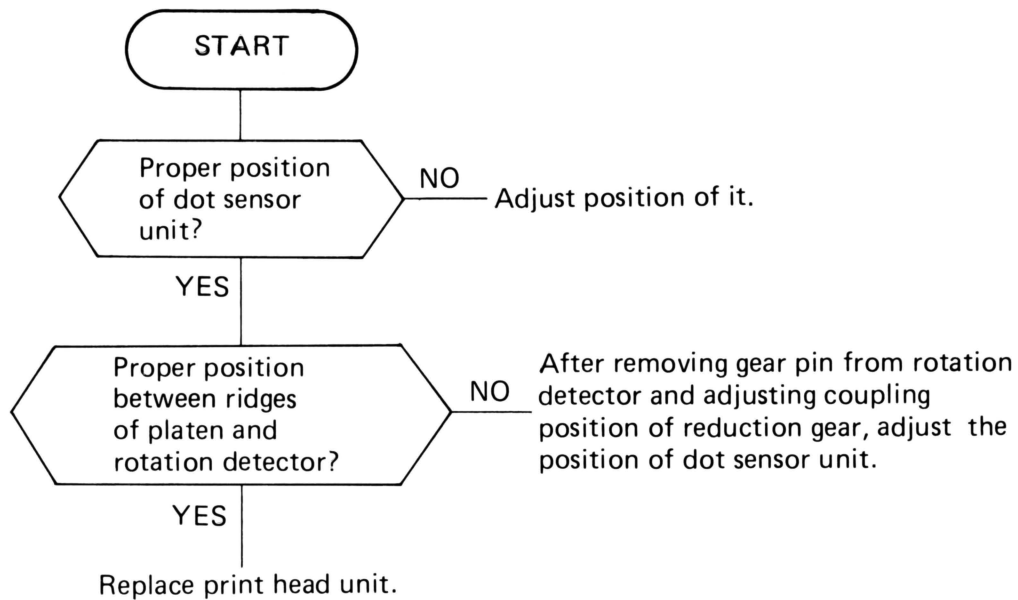 START
Proper position
of dot sensor
unit?
NO
Adjust position of it.
YES
Proper position
between ridges
of platen and
rotation detector?
NO
After removing gear pin from rotation
detector and adjusting coupling
position of reduction gear, adjust the
position of dot sensor unit.
YES
Replace print head unit.